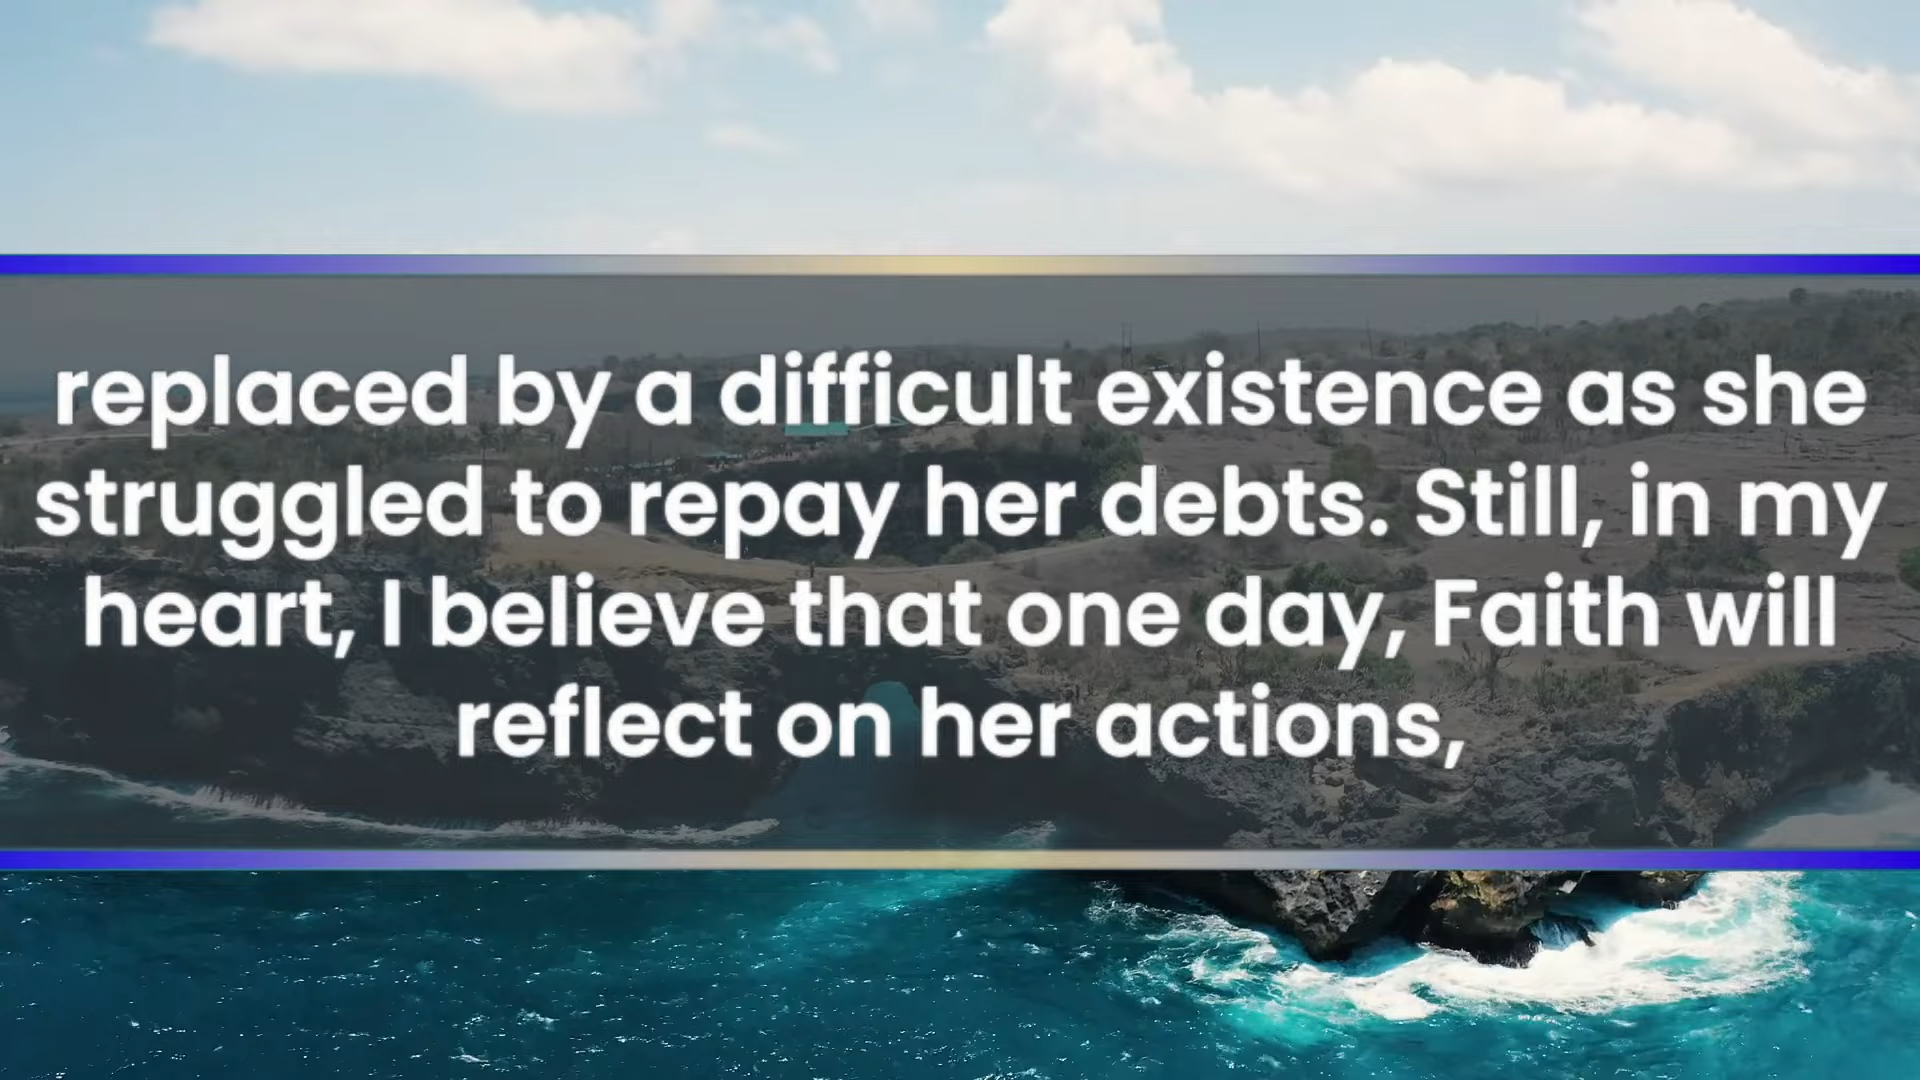 replaced by a difficult existence as she
struggled to repay her debts. Still, in my
heart, I believe that one day, Faith will
reflect on her actions,